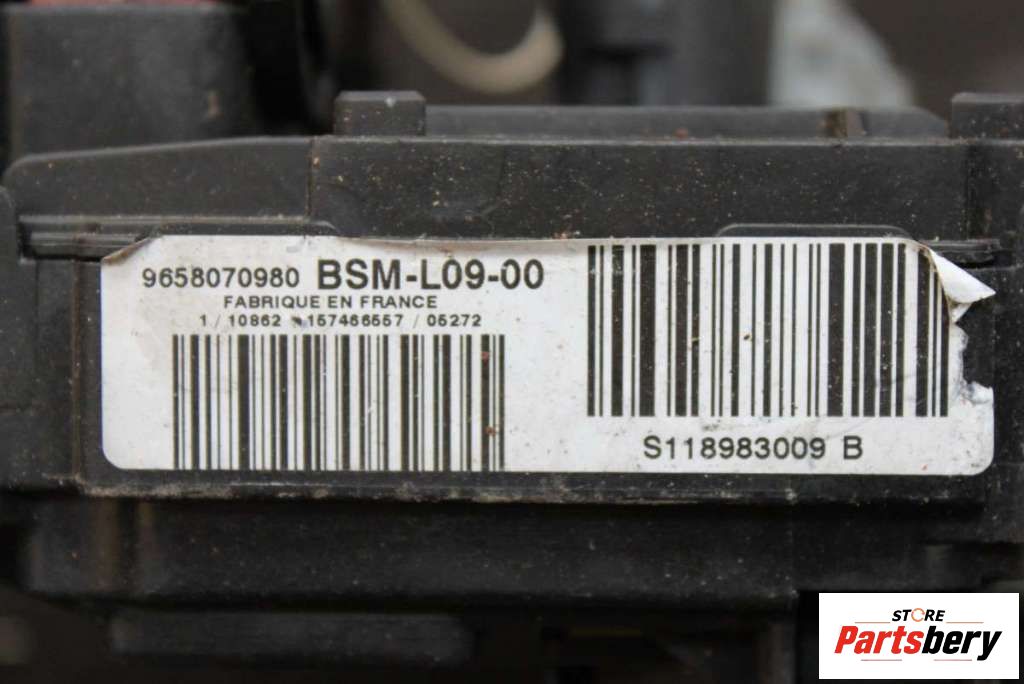 9658070980 BSM-L09-00
FABRIQUE EN FRANCE
1 / 10862 157466557 / 05272
S118983009 B
STORE
Partsbery